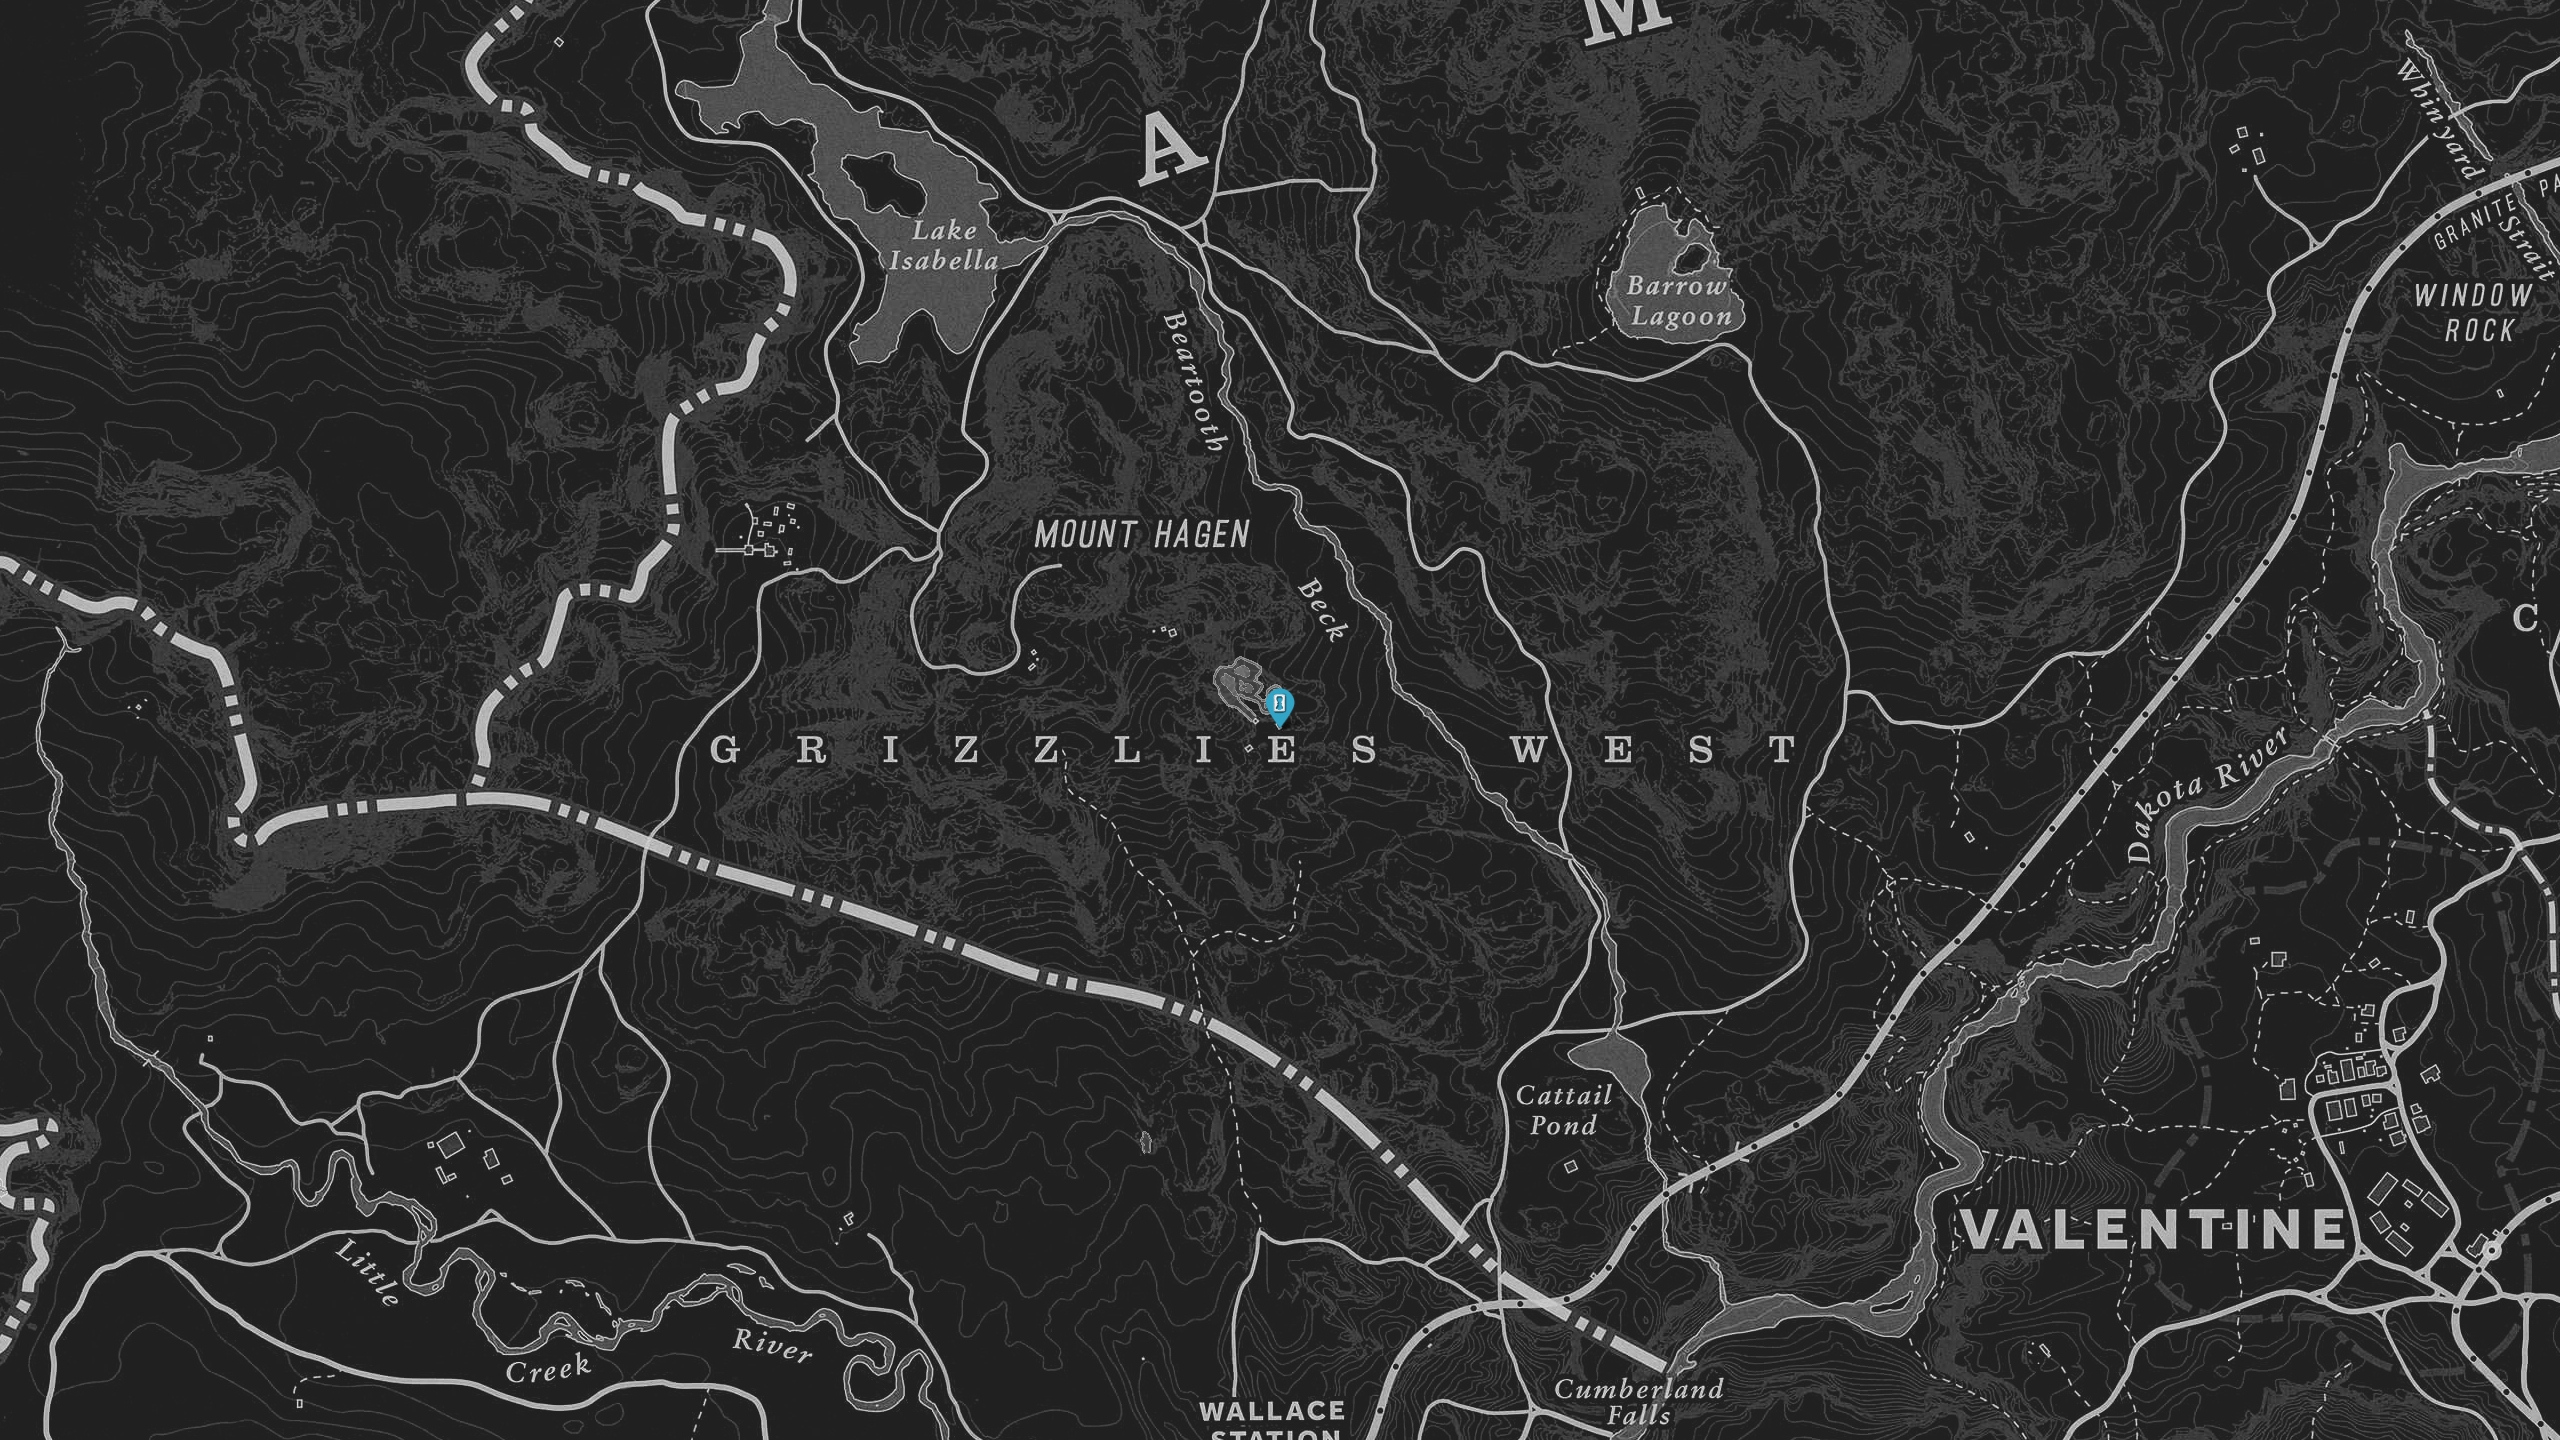 M
A
Whinyard
Strait
GRANITE PA
Lake
Isabella
Barrow
Lagoon
WINDOW
ROCK
Beartooth
Beck
MOUNT HAGEN
C
GRIZZLIES WEST
Dakota River
Cattail
Pond
VALENTINE
Little
Creek
River
Cumberland
Falls
WALLACE
STATION